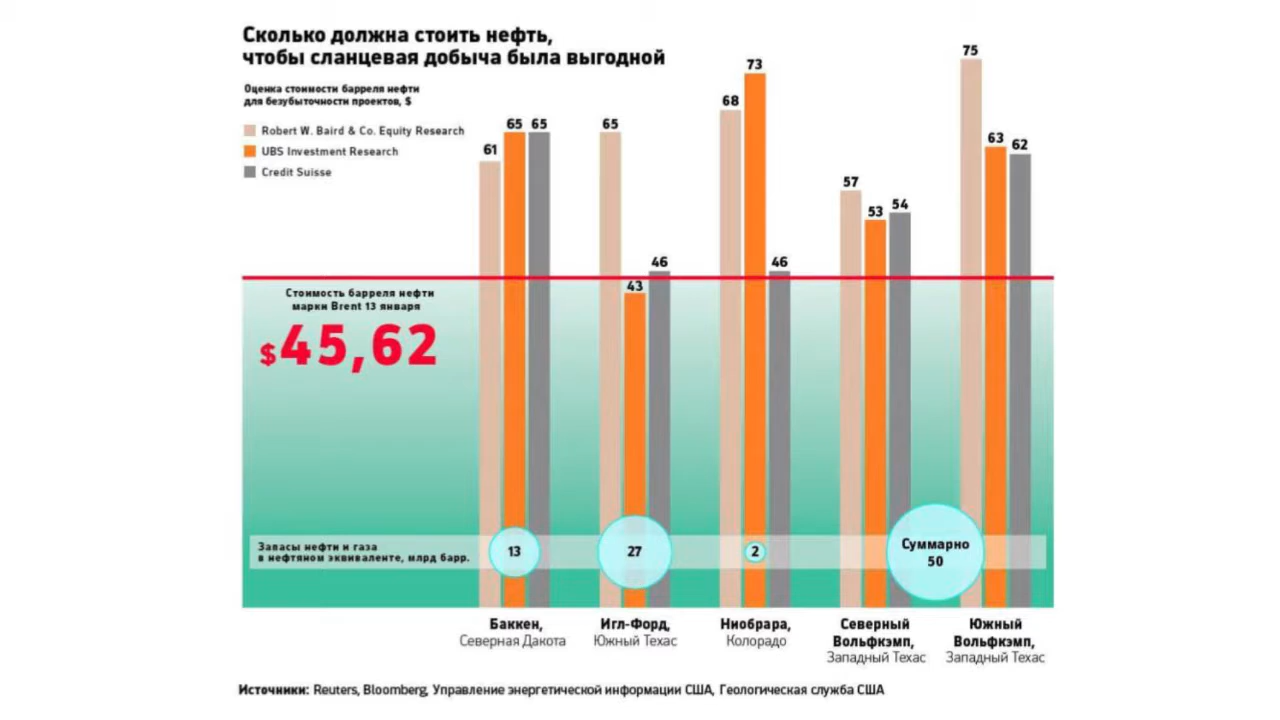 Сколько должна стоить нефть,
чтобы сланцевая добыча была выгодной
Оценка стоимости барреля нефти
для безубыточности проектов, $
Robert W. Baird & Co. Equity Research
UBS Investment Research
Credit Suisse
61
65
65
65
43
46
68
73
46
57
53
54
75
63
62
Стоимость барреля нефти
марки Brent 13 января
$45,62
Запасы нефти и газа
в нефтяном эквиваленте, млрд барр.
13
27
2
Суммарно
50
Баккен,
Северная Дакота
Игл-Форд,
Южный Техас
Ниобрара,
Колорадо
Северный
Вольфкэмп,
Западный Техас
Южный
Вольфкэмп,
Западный Техас
Источники: Reuters, Bloomberg, Управление энергетической информации США, Геологическая служба США